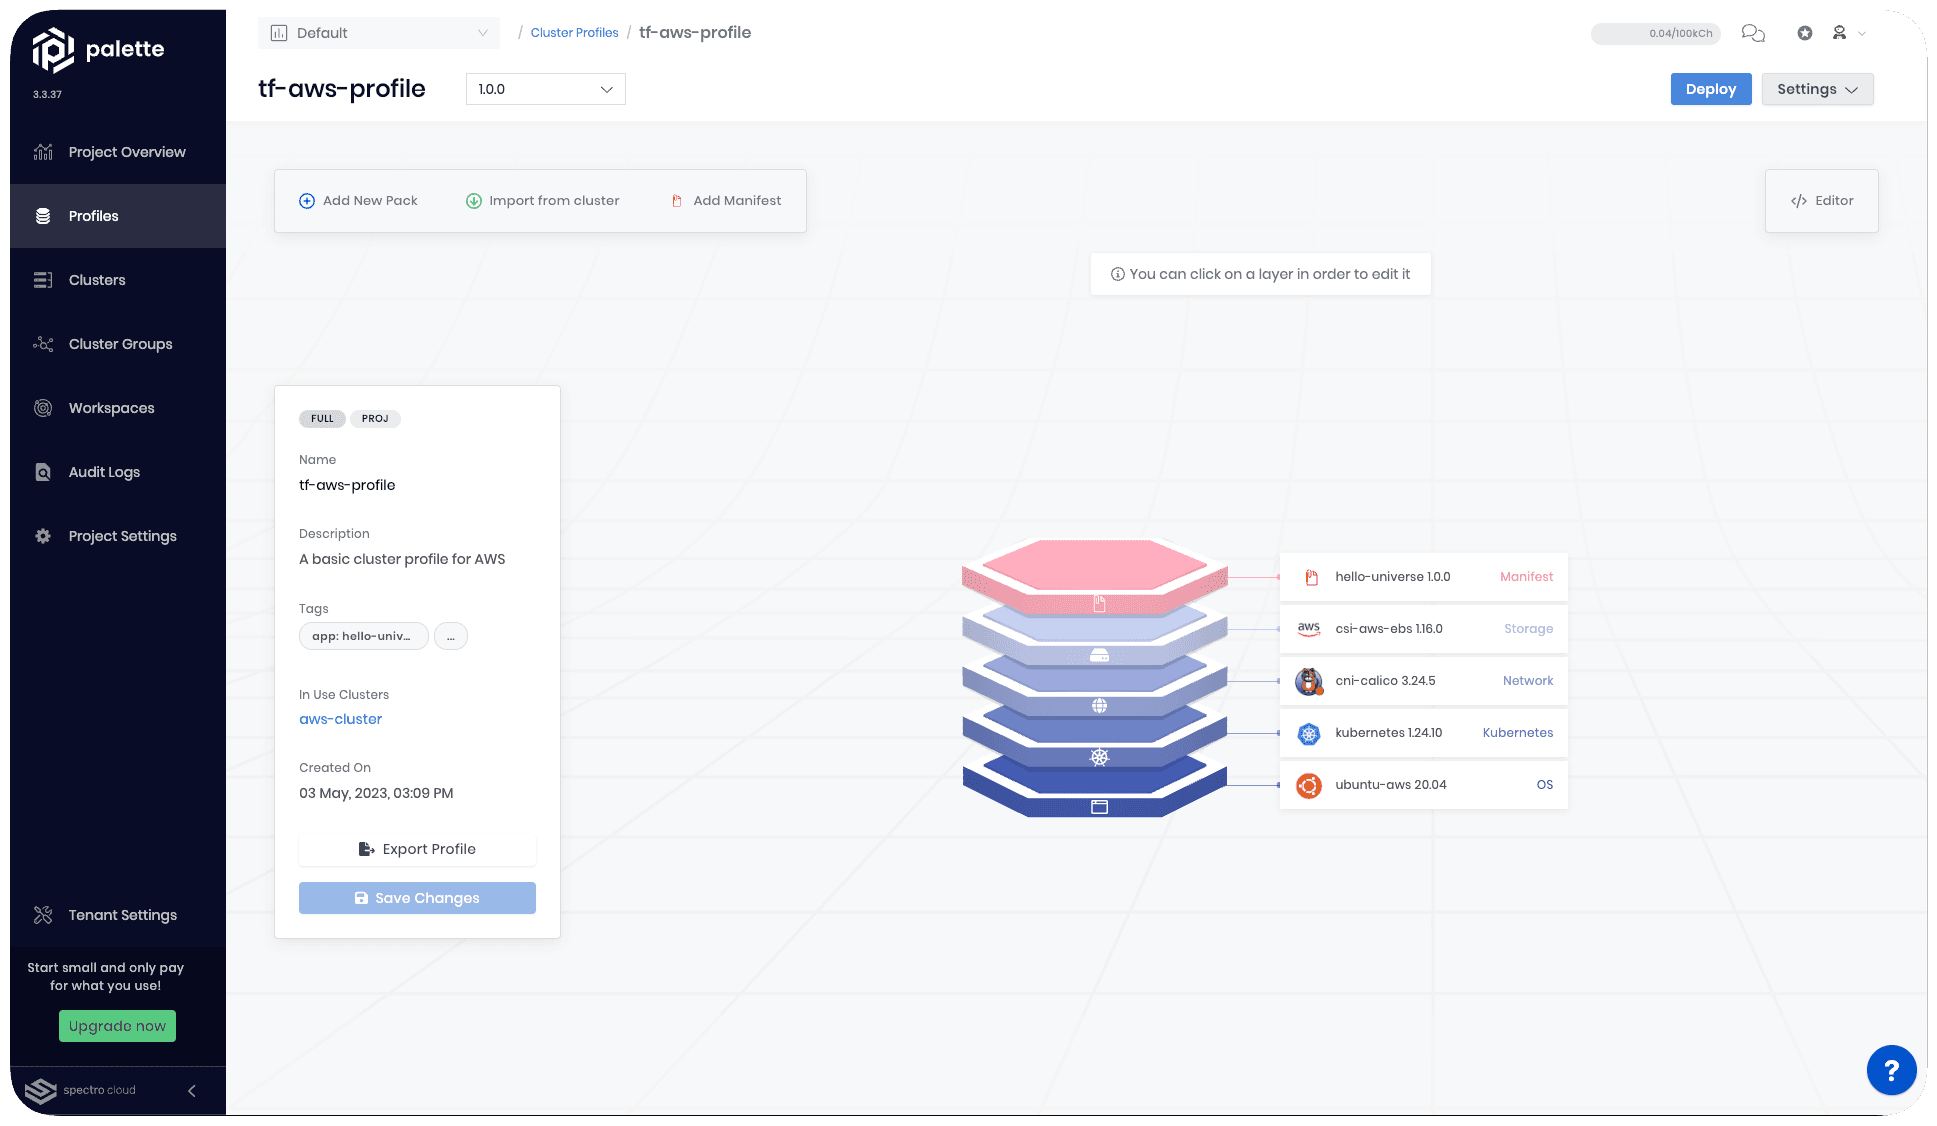 palette
3.3.37
Project Overview
Profiles
Clusters
Cluster Groups
Workspaces
Audit Logs
Project Settings
Tenant Settings
Start small and only pay
for what you use!
Upgrade now
spectro cloud
Default
/ Cluster Profiles / tf-aws-profile
0.04/100kCh
tf-aws-profile
1.0.0
Deploy
Settings
Add New Pack
Import from cluster
Add Manifest
</> Editor
You can click on a layer in order to edit it
FULL
PROJ
Name
tf-aws-profile
Description
A basic cluster profile for AWS
Tags
app: hello-univ...
...
In Use Clusters
aws-cluster
Created On
03 May, 2023, 03:09 PM
Export Profile
Save Changes
hello-universe 1.0.0 Manifest
aws csi-aws-ebs 1.16.0 Storage
cni-calico 3.24.5 Network
kubernetes 1.24.10 Kubernetes
ubuntu-aws 20.04 OS
?